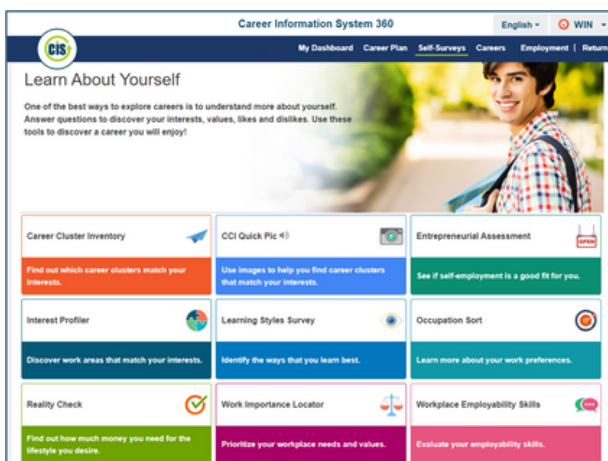 Career Information System 360
English
WIN
CIS
My Dashboard Career Plan Self-Surveys Careers Employment | Return
Learn About Yourself
One of the best ways to explore careers is to understand more about yourself.
Answer questions to discover your interests, values, likes and dislikes. Use these
tools to discover a career you will enjoy!
Career Cluster Inventory
Find out which career clusters match your
interests.
CCI Quick Pic
Use images to help you find career clusters
that match your interests.
Entrepreneurial Assessment
OPEN
See if self-employment is a good fit for you.
Interest Profiler
Discover work areas that match your interests.
Learning Styles Survey
Identify the ways that you learn best.
Occupation Sort
Learn more about your work preferences.
Reality Check
Find out how much money you need for the
lifestyle you desire.
Work Importance Locator
Prioritize your workplace needs and values.
Workplace Employability Skills
Evaluate your employability skills.